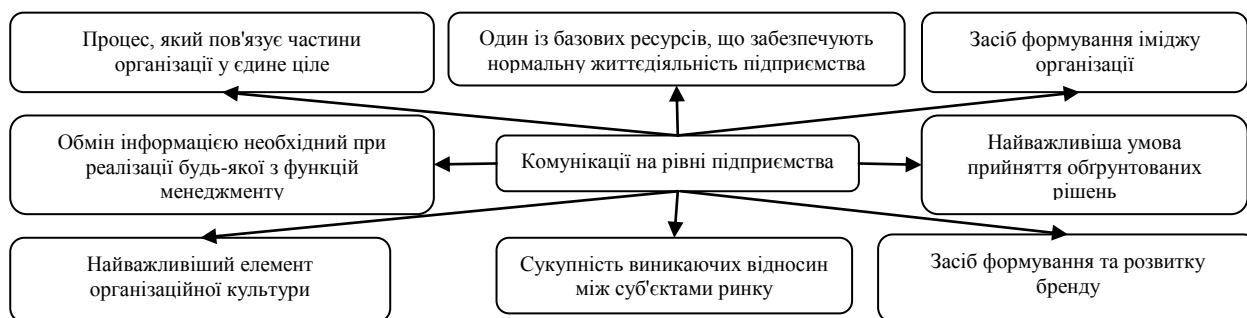 Процес, який пов'язує частини
організації у єдине ціле
Один із базових ресурсів, що забезпечують
нормальну життєдіяльність підприємства
Засіб формування іміджу
організації
Обмін інформацією необхідний при
реалізації будь-якої з функцій
менеджменту
Комунікації на рівні підприємства
Найважливіша умова
прийняття обґрунтованих
рішень
Найважливіший елемент
організаційної культури
Сукупність виникаючих відносин
між суб'єктами ринку
Засіб формування та розвитку
бренду